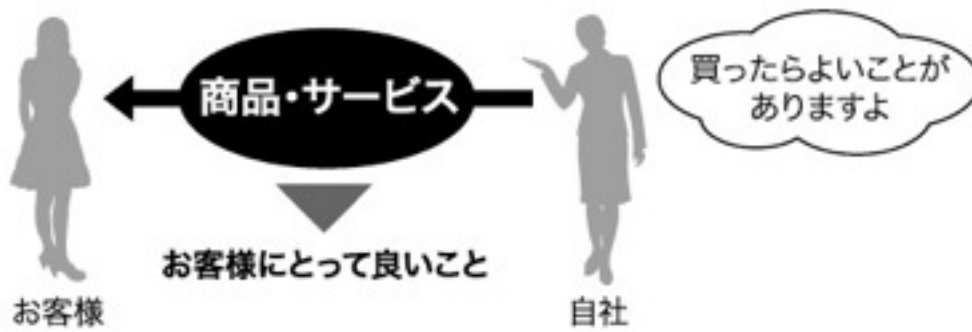 商品・サービス
買ったらよいことが
ありますよ
お客様にとって良いこと
お客様
自社